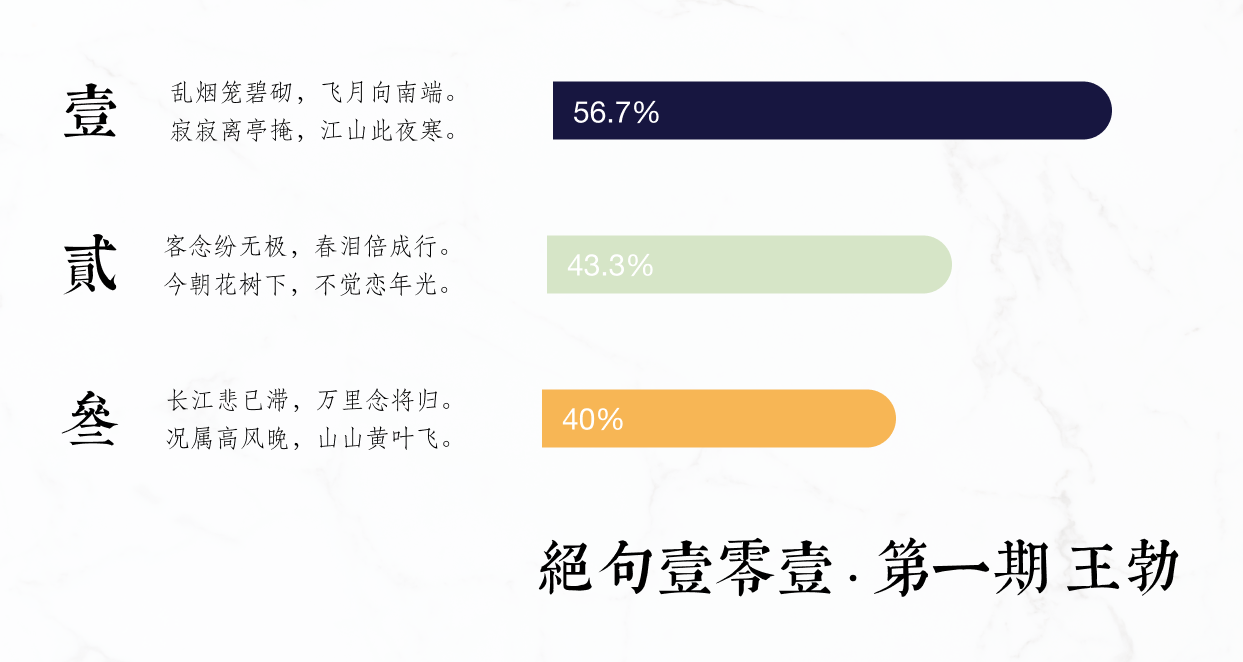 壹
乱烟笼碧砌，飞月向南端。
寂寂离亭掩，江山此夜寒。
56.7%
貳
客念纷无极，春泪倍成行。
今朝花树下，不觉恋年光。
43.3%
叄
长江悲已滞，万里念将归。
况属高风晚，山山黄叶飞。
40%
絕句壹零壹．第一期 王勃